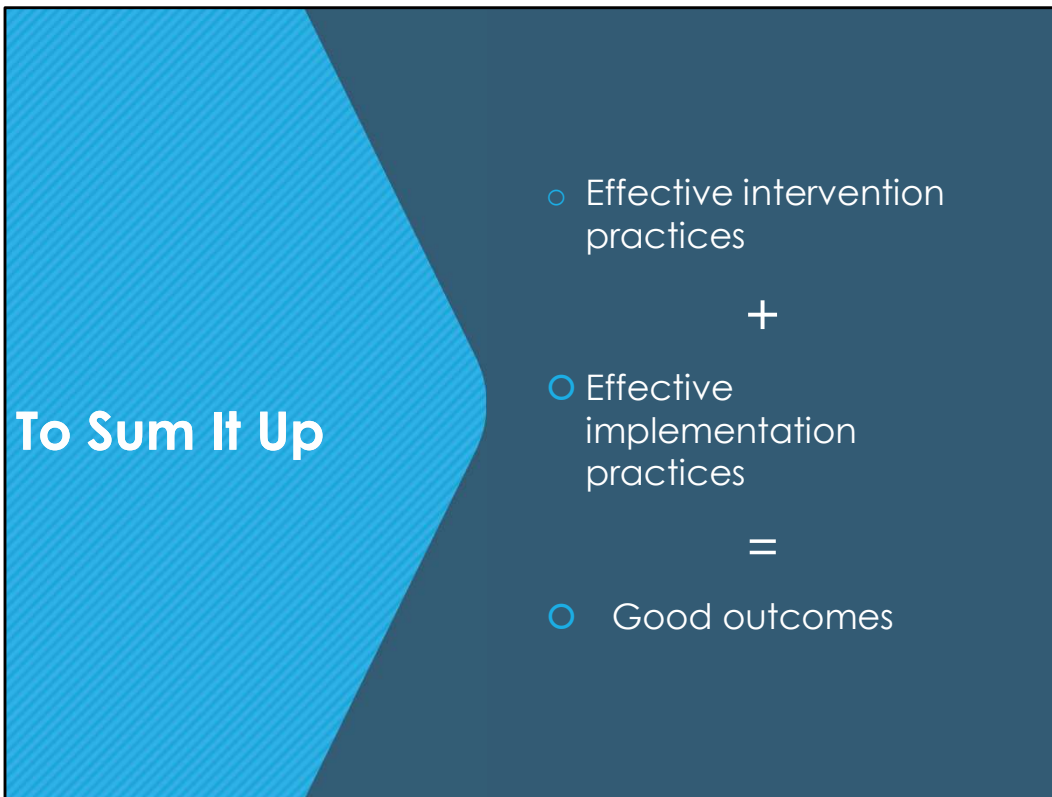 To Sum It Up
Effective intervention
practices
+
Effective
implementation
practices
=
Good outcomes